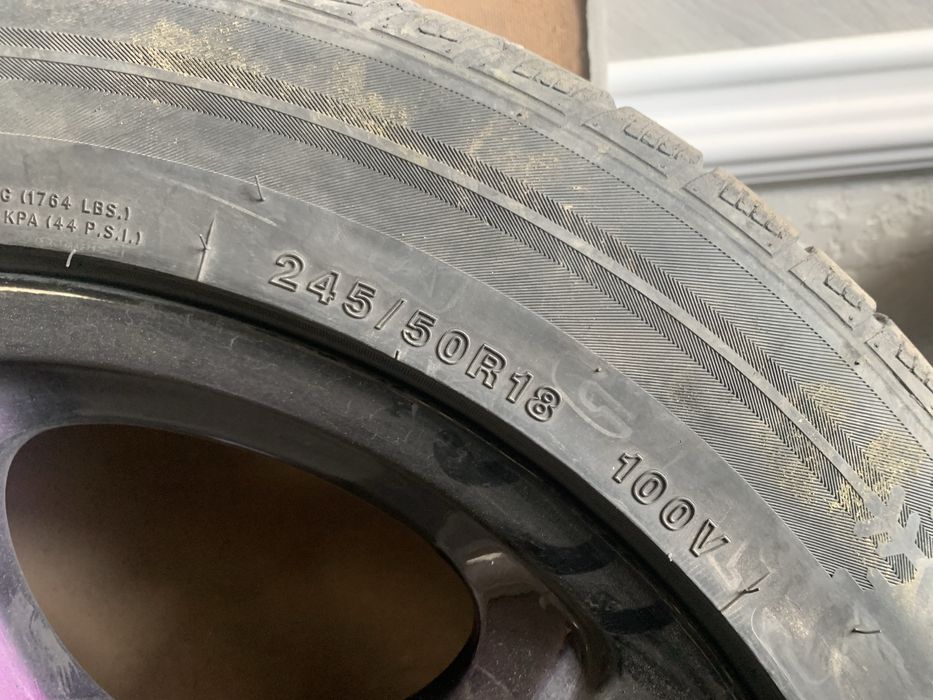 G (1764 LBS.)
KPA (44 P.S.I.)
245/50R18 100V